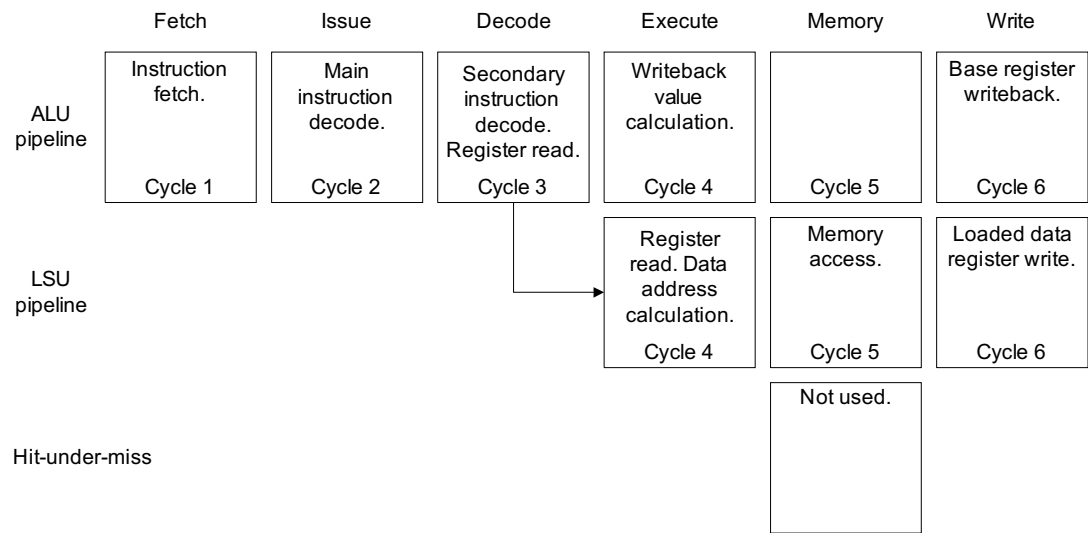 Fetch
Issue
Decode
Execute
Memory
Write
ALU
pipeline
Instruction
fetch.
Cycle 1
Main
instruction
decode.
Cycle 2
Secondary
instruction
decode.
Register read.
Cycle 3
Writeback
value
calculation.
Cycle 4
Cycle 5
Base register
writeback.
Cycle 6
LSU
pipeline
Register
read. Data
address
calculation.
Cycle 4
Memory
access.
Cycle 5
Loaded data
register write.
Cycle 6
Hit-under-miss
Not used.